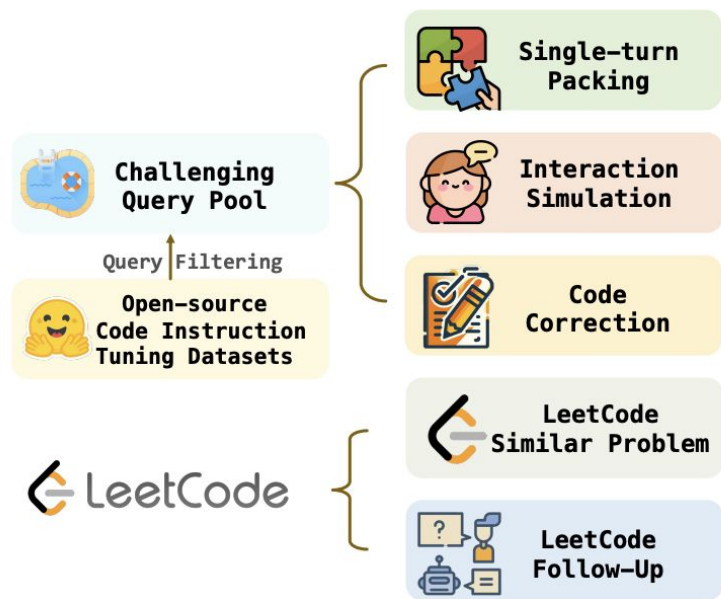 Single-turn
Packing
Challenging
Query Pool
Interaction
Simulation
Query Filtering
Open-source
Code Instruction
Tuning Datasets
Code
Correction
LeetCode
Similar Problem
LeetCode
LeetCode
Follow-Up
?